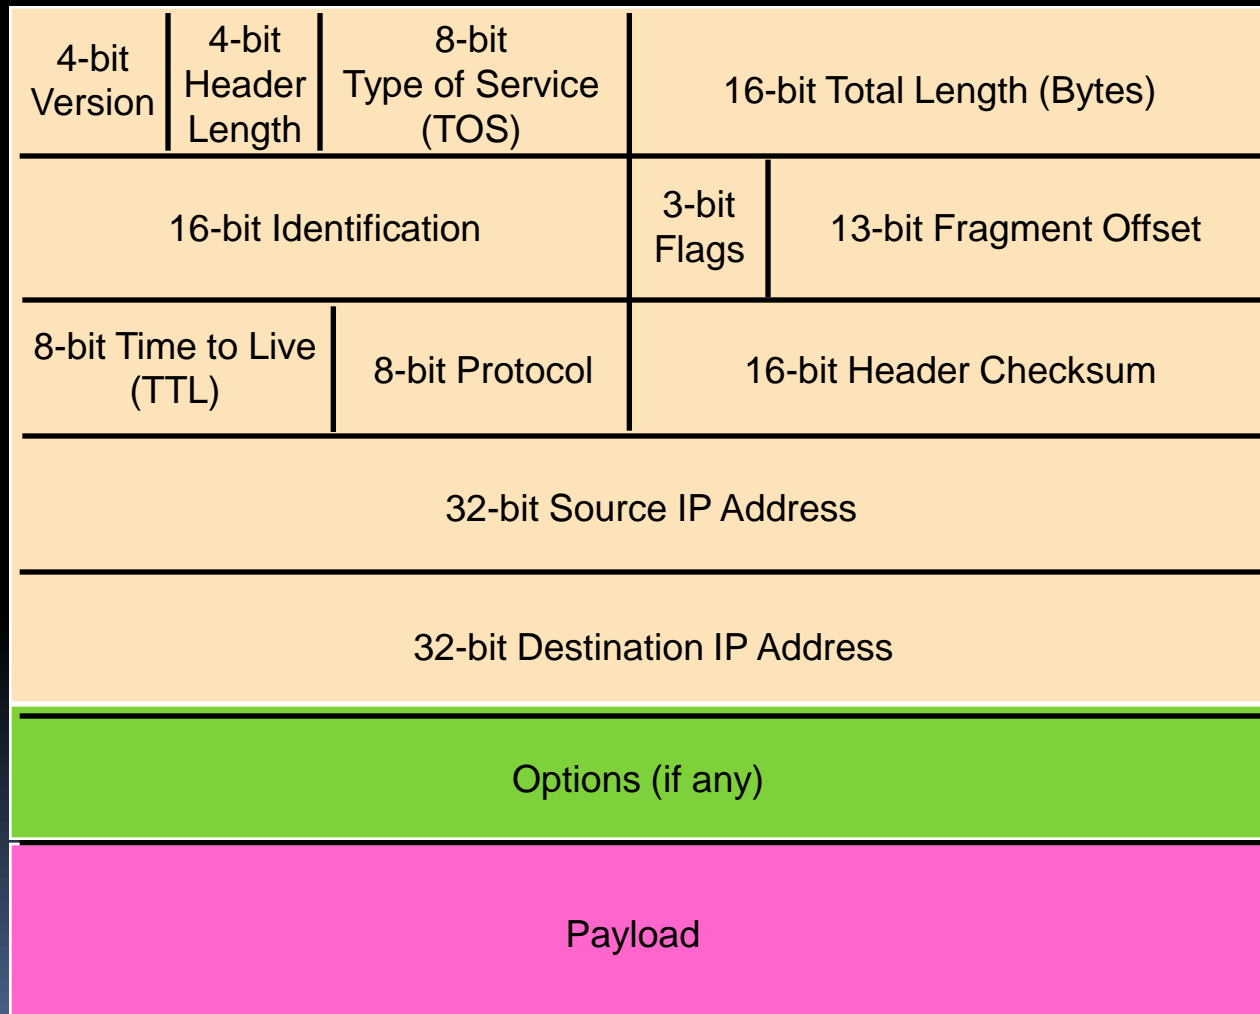 4-bit
Version
4-bit
Header
Length
8-bit
Type of Service
(TOS)
16-bit Total Length (Bytes)
16-bit Identification
3-bit
Flags
13-bit Fragment Offset
8-bit Time to Live
(TTL)
8-bit Protocol
16-bit Header Checksum
32-bit Source IP Address
32-bit Destination IP Address
Options (if any)
Payload